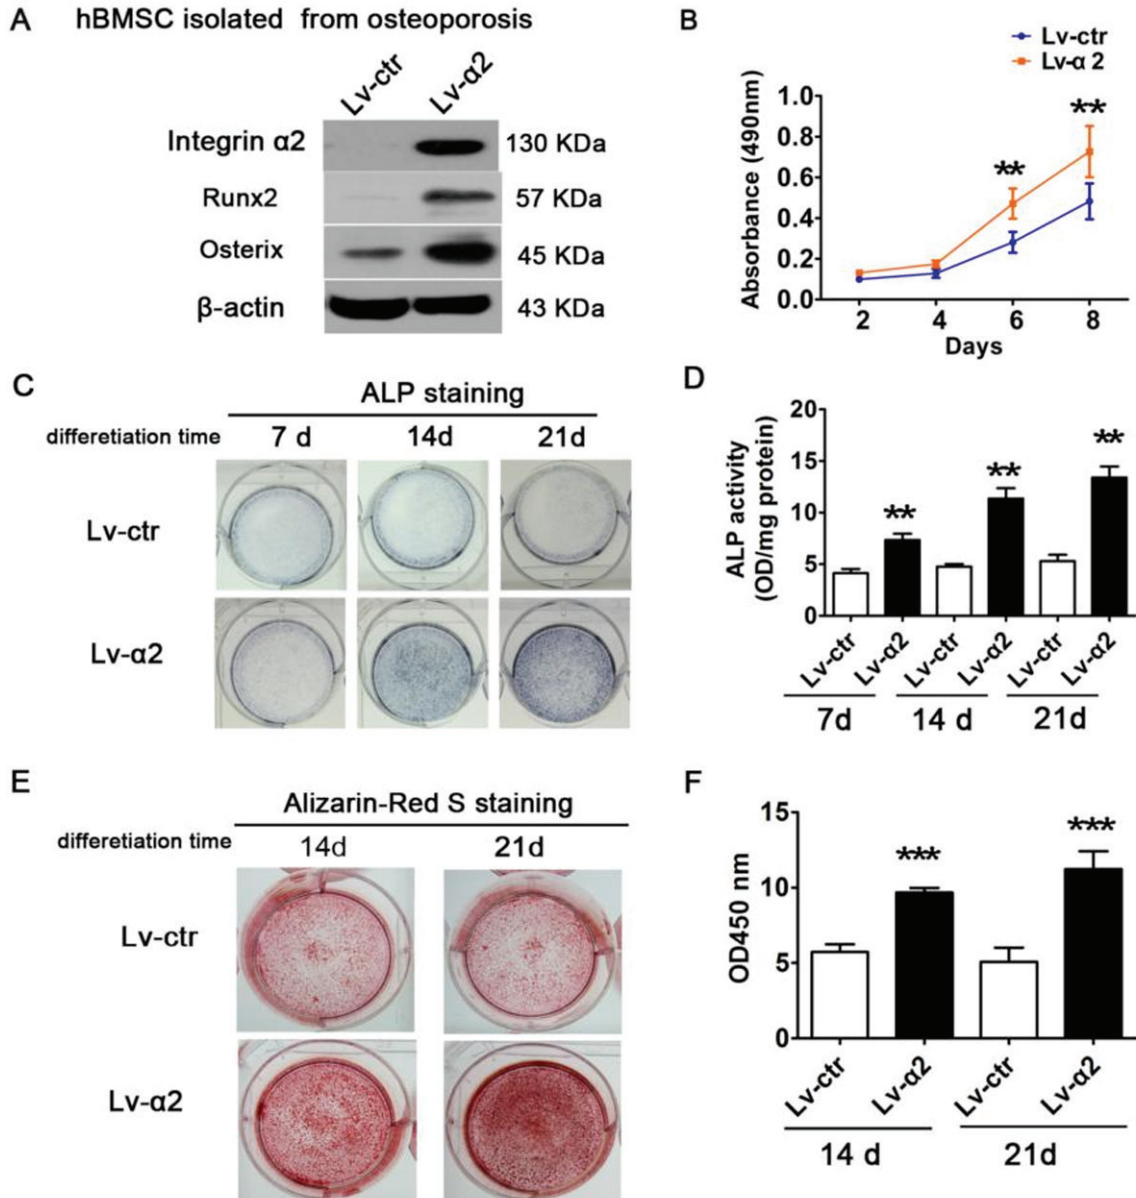 A
hBMSC isolated from osteoporosis
Lv-ctr
Lv-α2
Integrin α2
130 KDa
Runx2
57 KDa
Osterix
45 KDa
β-actin
43 KDa
B
Lv-ctr
Lv-α 2
Absorbance (490nm)
1.0
0.8
0.6
0.4
0.2
0.0
**
**
2 4 6 8
Days
C
ALP staining
differetiation time
7 d 14d 21d
Lv-ctr
Lv-α2
D
ALP activity
(OD/mg protein)
20
15
10
5
0
**
**
**
Lv-ctr Lv-α2 Lv-ctr Lv-α2 Lv-ctr Lv-α2
7d 14 d 21d
E
Alizarin-Red S staining
differetiation time
14d 21d
Lv-ctr
Lv-α2
F
OD450 nm
15
10
5
0
***
***
Lv-ctr Lv-α2 Lv-ctr Lv-α2
14 d 21d